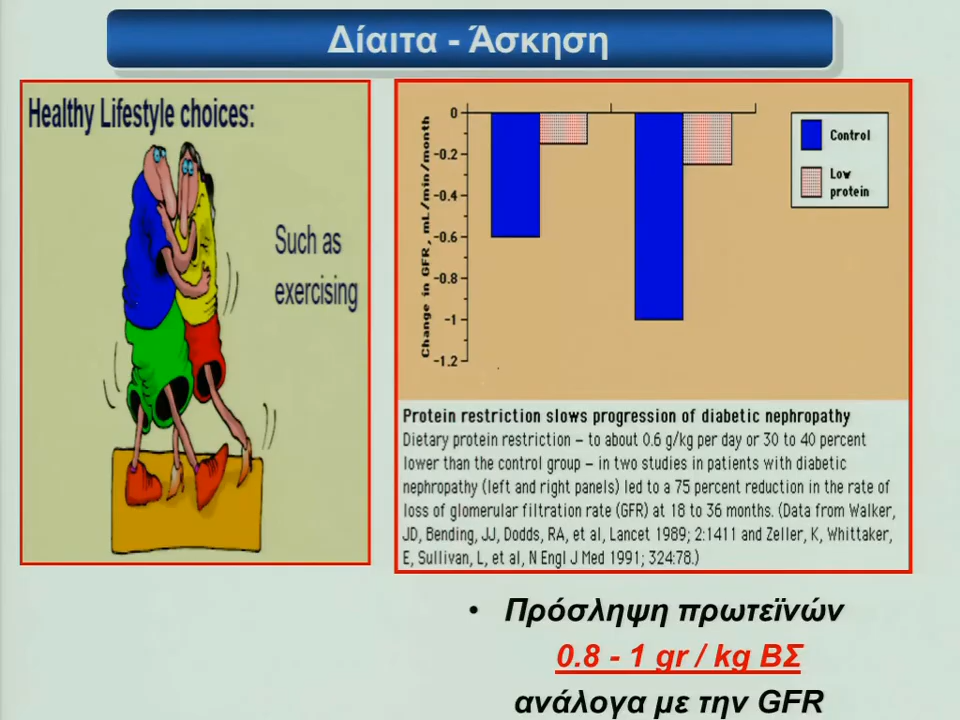 Δίαιτα - Άσκηση
Healthy Lifestyle choices:
Such as
exercising
Change in GFR, mL/min/month
0
-0.2
-0.4
-0.6
-0.8
-1
-1.2
Control
Low
protein
Protein restriction slows progression of diabetic nephropathy
Dietary protein restriction – to about 0.6 g/kg per day or 30 to 40 percent
lower than the control group – in two studies in patients with diabetic
nephropathy (left and right panels) led to a 75 percent reduction in the rate of
loss of glomerular filtration rate (GFR) at 18 to 36 months. (Data from Walker,
JD, Bending, JJ, Dodds, RA, et al, Lancet 1989; 2:1411 and Zeller, K, Whittaker,
E, Sullivan, L, et al, N Engl J Med 1991; 324:78.)
• Πρόσληψη πρωτεϊνών
0.8 - 1 gr / kg ΒΣ
ανάλογα με την GFR